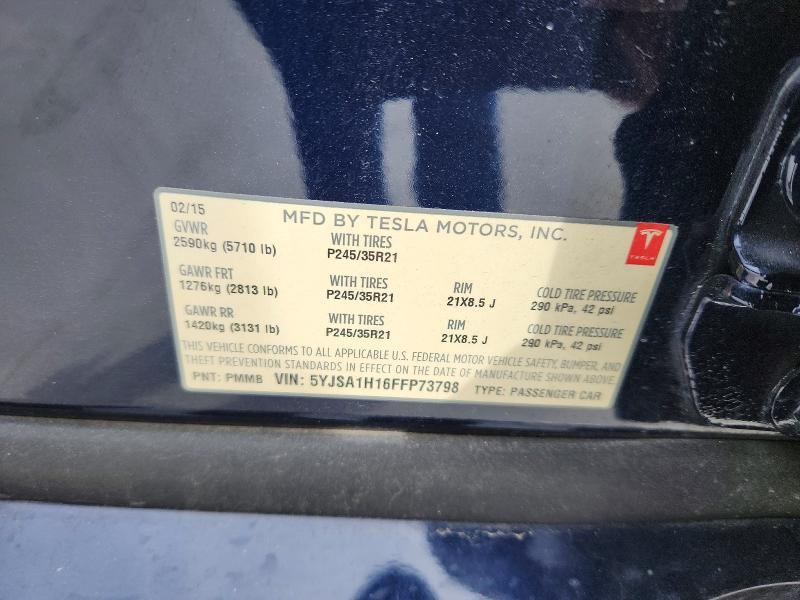 02/15
MFD BY TESLA MOTORS, INC.
GVWR
2590kg (5710 lb)
WITH TIRES
P245/35R21
TESLA
GAWR FRT
1276kg (2813 lb)
WITH TIRES
P245/35R21
RIM
21X8.5 J
COLD TIRE PRESSURE
290 kPa, 42 psi
GAWR RR
1420kg (3131 lb)
WITH TIRES
P245/35R21
RIM
21X8.5 J
COLD TIRE PRESSURE
290 kPa, 42 psi
THIS VEHICLE CONFORMS TO ALL APPLICABLE U.S. FEDERAL MOTOR VEHICLE SAFETY, BUMPER, AND
THEFT PREVENTION STANDARDS IN EFFECT ON THE DATE OF MANUFACTURE SHOWN ABOVE.
PNT: PMMB VIN: 5YJSA1H16FFP73798 TYPE: PASSENGER CAR